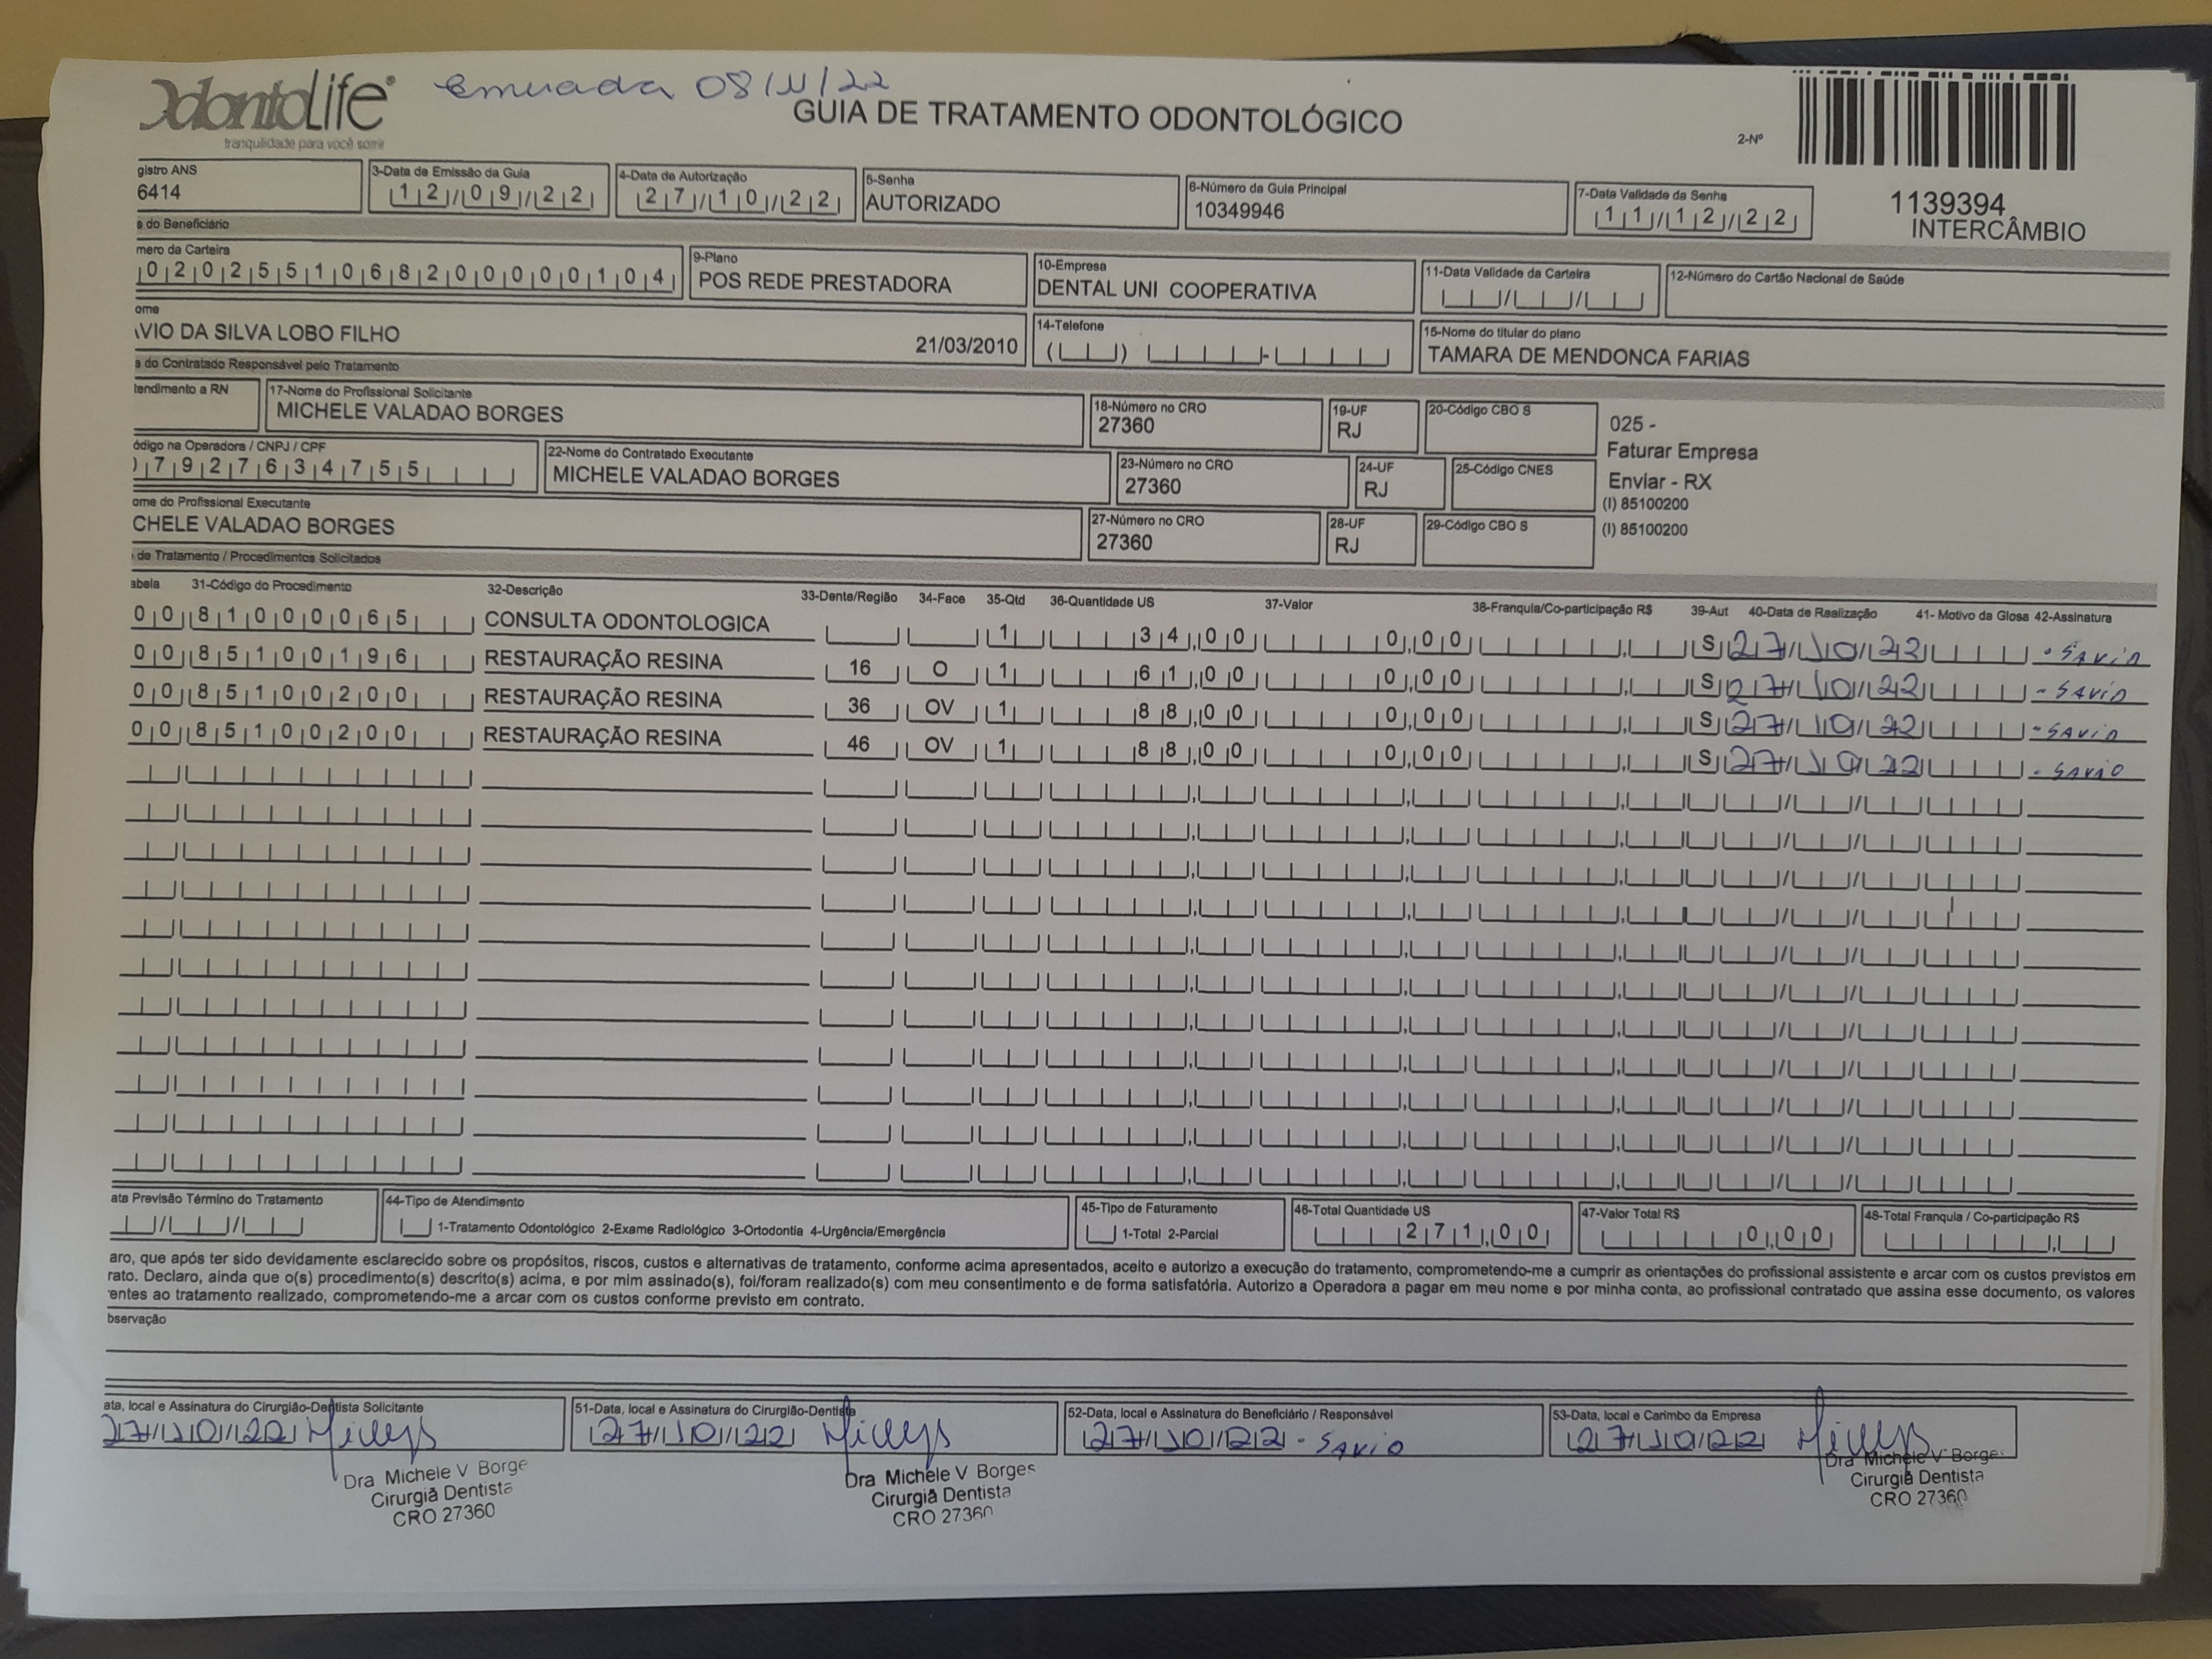 OdontoLife®
tranquilidade para você sorrir
enviada 08/11/22
GUIA DE TRATAMENTO ODONTOLÓGICO
2-Nº
1139394
INTERCÂMBIO
gistro ANS
6414
3-Data de Emissão da Guia
12/09/22
4-Data de Autorização
27/10/22
5-Senha
AUTORIZADO
6-Número da Guia Principal
10349946
7-Data Validade da Senha
11/12/22
do Beneficiário
mero da Carteira
02025510682000000104
9-Plano
POS REDE PRESTADORA
10-Empresa
DENTAL UNI COOPERATIVA
11-Data Validade da Carteira
12-Número do Cartão Nacional de Saúde
ome
VIO DA SILVA LOBO FILHO 21/03/2010
14-Telefone
15-Nome do titular do plano
TAMARA DE MENDONCA FARIAS
do Contratado Responsável pelo Tratamento
tendimento a RN
17-Nome do Profissional Solicitante
MICHELE VALADAO BORGES
18-Número no CRO
27360
19-UF
RJ
20-Código CBO S
025 -
Faturar Empresa
Enviar - RX
(I) 85100200
(I) 85100200
ódigo na Operadora / CNPJ / CPF
7927634755
22-Nome do Contratado Executante
MICHELE VALADAO BORGES
23-Número no CRO
27360
24-UF
RJ
25-Código CNES
ome do Profissional Executante
CHELE VALADAO BORGES
27-Número no CRO
27360
28-UF
RJ
29-Código CBO S
de Tratamento / Procedimentos Solicitados
abela 31-Código do Procedimento 32-Descrição 33-Dente/Região 34-Face 35-Qtd 36-Quantidade US 37-Valor 38-Franquia/Co-participação R$ 39-Aut 40-Data de Realização 41- Motivo da Glosa 42-Assinatura
00 81000065 CONSULTA ODONTOLOGICA 1 34,00 0,00 S 27/10/22 - SAVIO
00 85100196 RESTAURAÇÃO RESINA 16 O 1 61,00 0,00 S 27/10/22 - SAVIO
00 85100200 RESTAURAÇÃO RESINA 36 OV 1 88,00 0,00 S 27/10/22 - SAVIO
00 85100200 RESTAURAÇÃO RESINA 46 OV 1 88,00 0,00 S 27/10/22 - SAVIO
ata Previsão Término do Tratamento
44-Tipo de Atendimento
1-Tratamento Odontológico 2-Exame Radiológico 3-Ortodontia 4-Urgência/Emergência
45-Tipo de Faturamento
1-Total 2-Parcial
46-Total Quantidade US
271,00
47-Valor Total R$
0,00
48-Total Franquia / Co-participação R$
aro, que após ter sido devidamente esclarecido sobre os propósitos, riscos, custos e alternativas de tratamento, conforme acima apresentados, aceito e autorizo a execução do tratamento, comprometendo-me a cumprir as orientações do profissional assistente e arcar com os custos previstos em
rato. Declaro, ainda que o(s) procedimento(s) descrito(s) acima, e por mim assinado(s), foi/foram realizado(s) com meu consentimento e de forma satisfatória. Autorizo a Operadora a pagar em meu nome e por minha conta, ao profissional contratado que assina esse documento, os valores
entes ao tratamento realizado, comprometendo-me a arcar com os custos conforme previsto em contrato.
bservação
ata, local e Assinatura do Cirurgião-Dentista Solicitante
27/10/22
51-Data, local e Assinatura do Cirurgião-Dentista
27/10/22
52-Data, local e Assinatura do Beneficiário / Responsável
27/10/22 - SAVIO
53-Data, local e Carimbo da Empresa
27/10/22
Dra Michele V Borge
Cirurgiã Dentista
CRO 27360
Dra Michele V Borges
Cirurgiã Dentista
CRO 27360
Dra Michele V Borge
Cirurgiã Dentista
CRO 27360